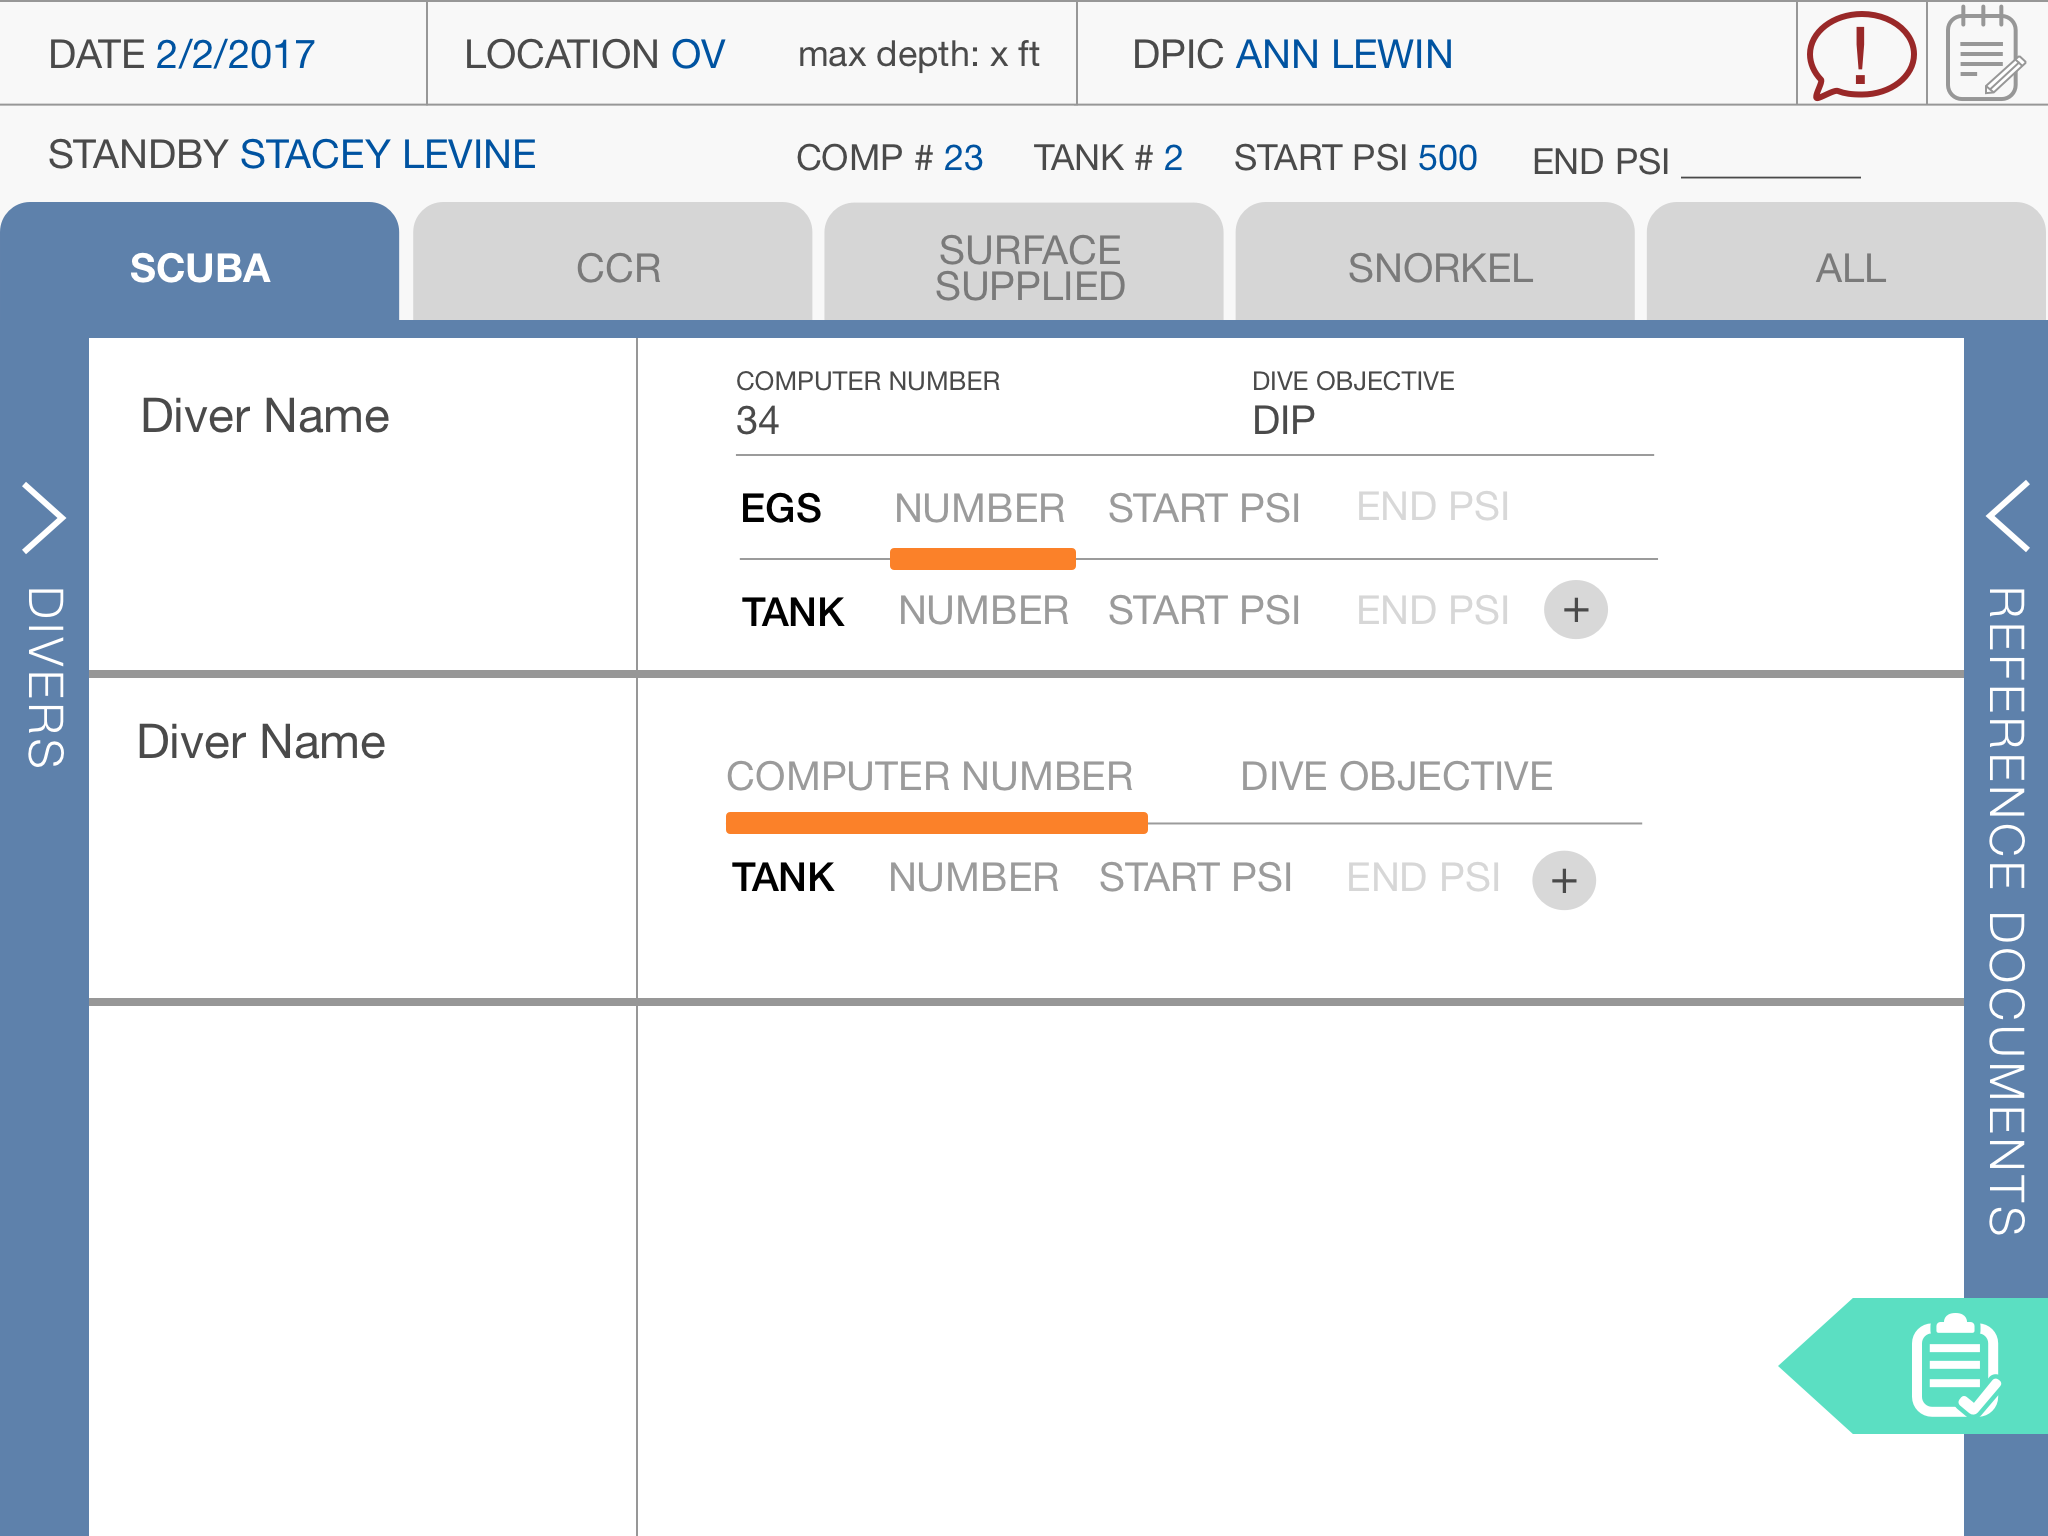 DATE 2/2/2017
LOCATION OV max depth: x ft
DPIC ANN LEWIN
!
STANDBY STACEY LEVINE
COMP # 23 TANK # 2 START PSI 500 END PSI
SCUBA
CCR
SURFACE
SUPPLIED
SNORKEL
ALL
DIVERS
Diver Name
COMPUTER NUMBER DIVE OBJECTIVE
34 DIP
EGS NUMBER START PSI END PSI
TANK NUMBER START PSI END PSI +
Diver Name
COMPUTER NUMBER DIVE OBJECTIVE
TANK NUMBER START PSI END PSI +
REFERENCE DOCUMENTS